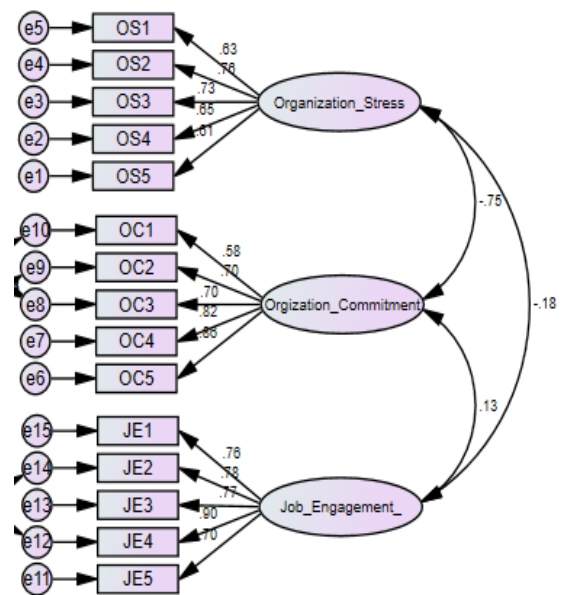 e5 OS1
.63
e4 OS2
.76
e3 OS3
.73
Organization_Stress
e2 OS4
.65
e1 OS5
.61
-.75
e10 OC1
.58
e9 OC2
.70
e8 OC3
.70
Orgization_Commitment
-.18
e7 OC4
.82
e6 OC5
.86
.13
e15 JE1
.76
e14 JE2
.78
e13 JE3
.77
Job_Engagement_
e12 JE4
.90
e11 JE5
.70